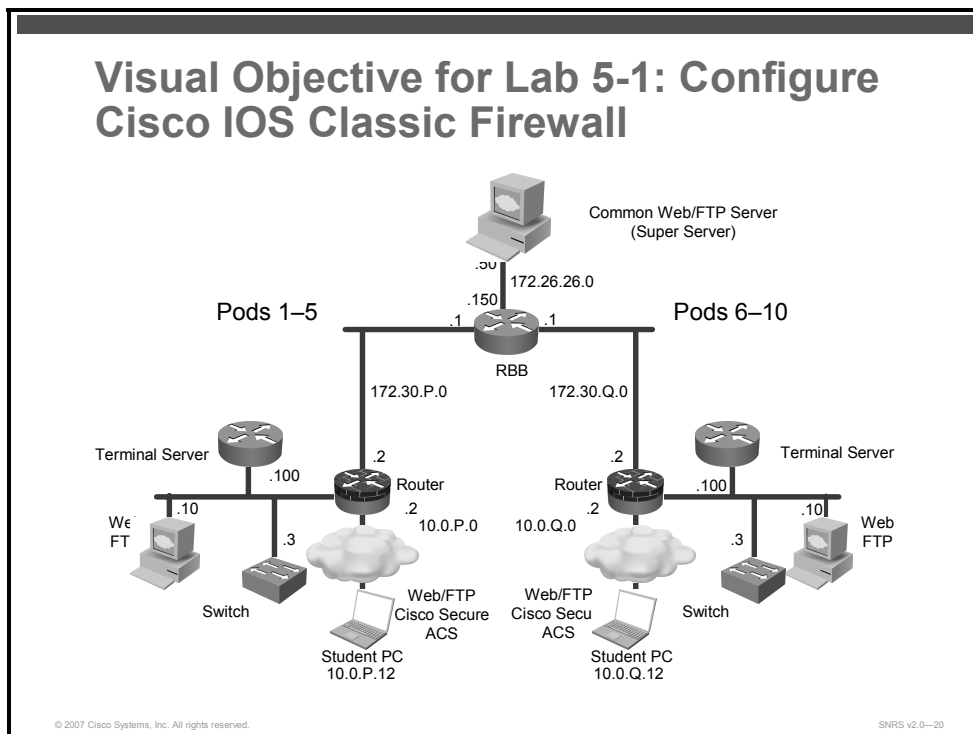 Visual Objective for Lab 5-1: Configure
Cisco IOS Classic Firewall
Common Web/FTP Server
(Super Server)
.50
172.26.26.0
.150
Pods 1–5
Pods 6–10
.1
.1
RBB
172.30.P.0
172.30.Q.0
Terminal Server
Terminal Server
.2
.2
.100
Router
Router
.100
.10
.2
.2
.10
10.0.P.0
10.0.Q.0
Web
FTP
.3
.3
Web/FTP
Cisco Secure
ACS
Web/FTP
Cisco Secu
ACS
Switch
Switch
Student PC
10.0.P.12
Student PC
10.0.Q.12
© 2007 Cisco Systems, Inc. All rights reserved.
SNRS v2.0—20